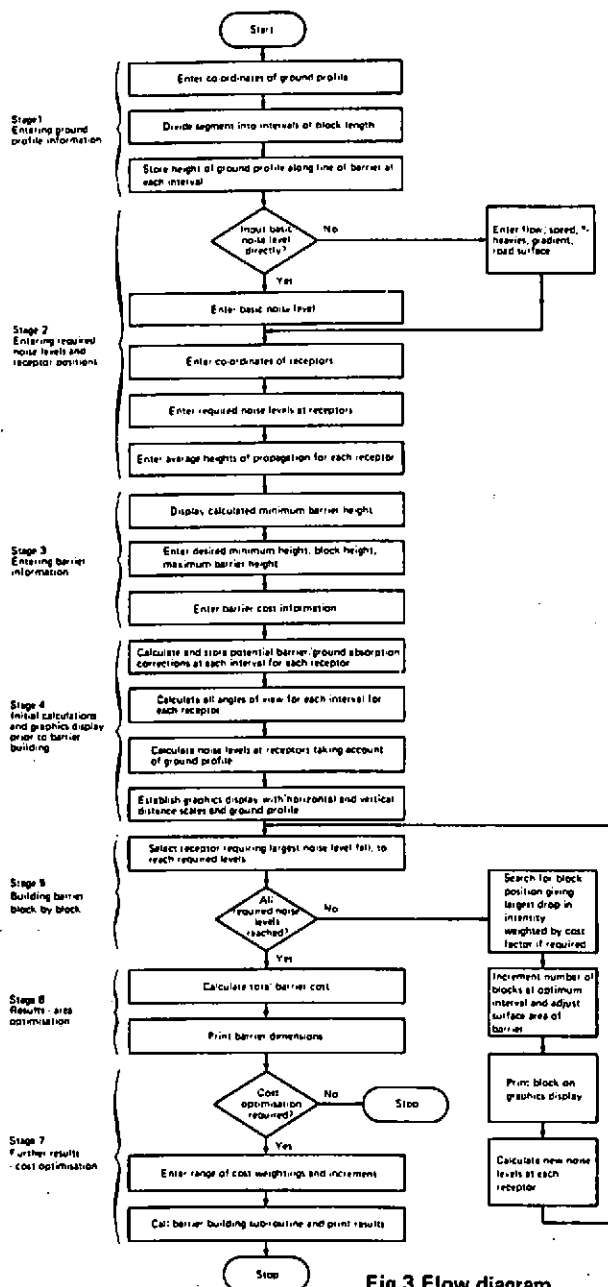 Start
Stage 1
Entering ground
profile information
Enter co-ordinates of ground profile
Divide segment into intervals of block length
Store height of ground profile along line of barrier at
each interval
Stage 2
Entering required
noise levels and
receptor positions
Input basic
noise level
directly?
No
Enter flow, speed,
heavies, gradient,
road surface
Yes
Enter basic noise level
Enter co-ordinates of receptors
Enter required noise levels at receptors
Enter average heights of propagation for each receptor
Stage 3
Entering barrier
information
Display calculated minimum barrier height
Enter desired minimum height, block height,
maximum barrier height
Enter barrier cost information
Stage 4
Initial calculations
and graphics display
prior to barrier
building
Calculate and store potential barrier/ground absorption
corrections at each interval for each receptor
Calculate all angles of view for each interval for
each receptor
Calculate noise levels at receptors taking account
of ground profile
Establish graphics display with horizontal and vertical
distance scales and ground profile
Stage 5
Building barrier
block by block
Select receptor requiring largest noise level fall, to
reach required levels
All
required noise
levels
reached?
No
Search for block
position giving
largest drop in
intensity
weighted by cost
factor if required
Increment number of
blocks at optimum
interval and adjust
surface area of
barrier
Print block on
graphics display
Calculate new noise
levels at each
receptor
Yes
Stage 6
Results - area
optimisation
Calculate total barrier cost
Print barrier dimensions
Stage 7
Further results
- cost optimisation
Cost
optimisation
required?
No
Stop
Yes
Enter range of cost weightings and increment
Call barrier building sub-routine and print results
Stop
Fig 3 Flow diagram